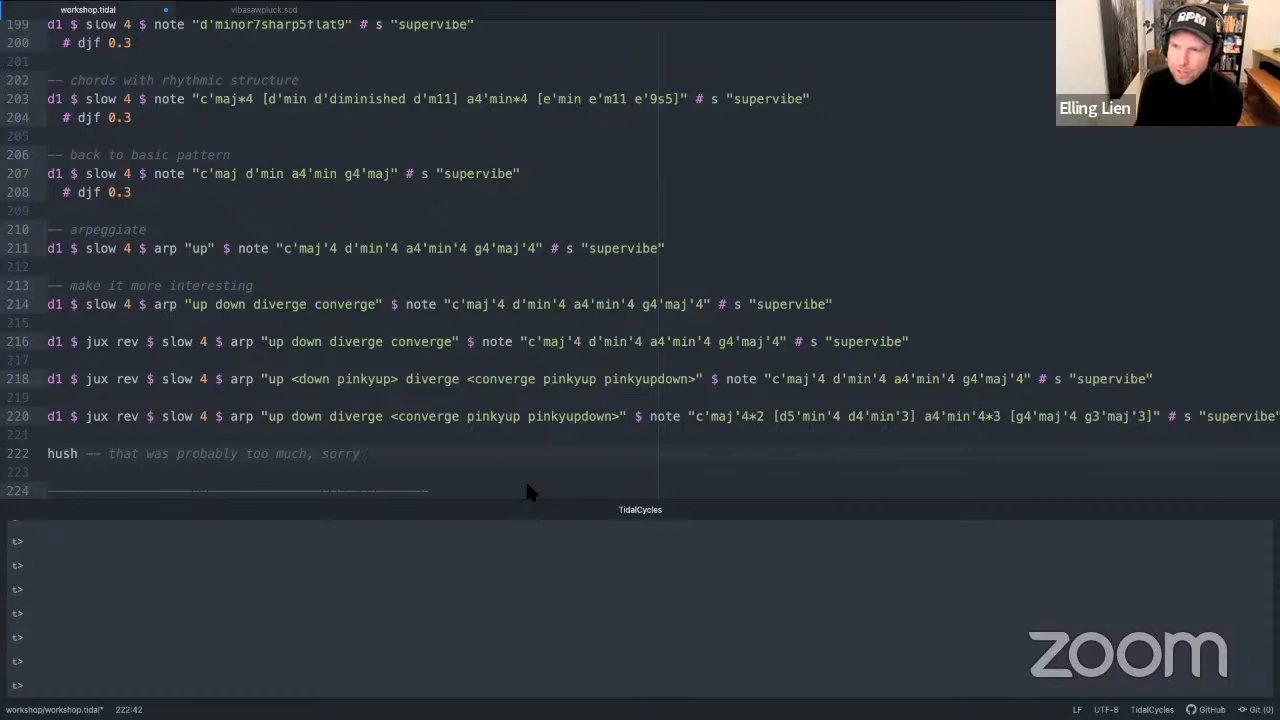 workshop.tidal vibasawpluck.scd
199 d1 $ slow 4 $ note "d'minor7sharp5flat9" # s "supervibe"
200 # djf 0.3
201
202 -- chords with rhythmic structure
203 d1 $ slow 4 $ note "c'maj*4 [d'min d'diminished d'm11] a4'min*4 [e'min e'm11 e'9s5]" # s "supervibe"
204 # djf 0.3
205
206 -- back to basic pattern
207 d1 $ slow 4 $ note "c'maj d'min a4'min g4'maj" # s "supervibe"
208 # djf 0.3
209
210 -- arpeggiate
211 d1 $ slow 4 $ arp "up" $ note "c'maj'4 d'min'4 a4'min'4 g4'maj'4" # s "supervibe"
212
213 -- make it more interesting
214 d1 $ slow 4 $ arp "up down diverge converge" $ note "c'maj'4 d'min'4 a4'min'4 g4'maj'4" # s "supervibe"
215
216 d1 $ jux rev $ slow 4 $ arp "up down diverge converge" $ note "c'maj'4 d'min'4 a4'min'4 g4'maj'4" # s "supervibe"
217
218 d1 $ jux rev $ slow 4 $ arp "up <down pinkyup> diverge <converge pinkyup pinkyupdown>" $ note "c'maj'4 d'min'4 a4'min'4 g4'maj'4" # s "supervibe"
219
220 d1 $ jux rev $ slow 4 $ arp "up down diverge <converge pinkyup pinkyupdown>" $ note "c'maj'4*2 [d5'min'4 d4'min'3] a4'min'4*3 [g4'maj'4 g3'maj'3]" # s "supervibe"
221
222 hush -- that was probably too much, sorry
223
224 --------------------------------------------------
RPM
Elling Lien
TidalCycles
t>
t>
t>
t>
t>
t>
t>
zoom
workshop/workshop.tidal* 222:42 LF UTF-8 TidalCycles GitHub Git (0)